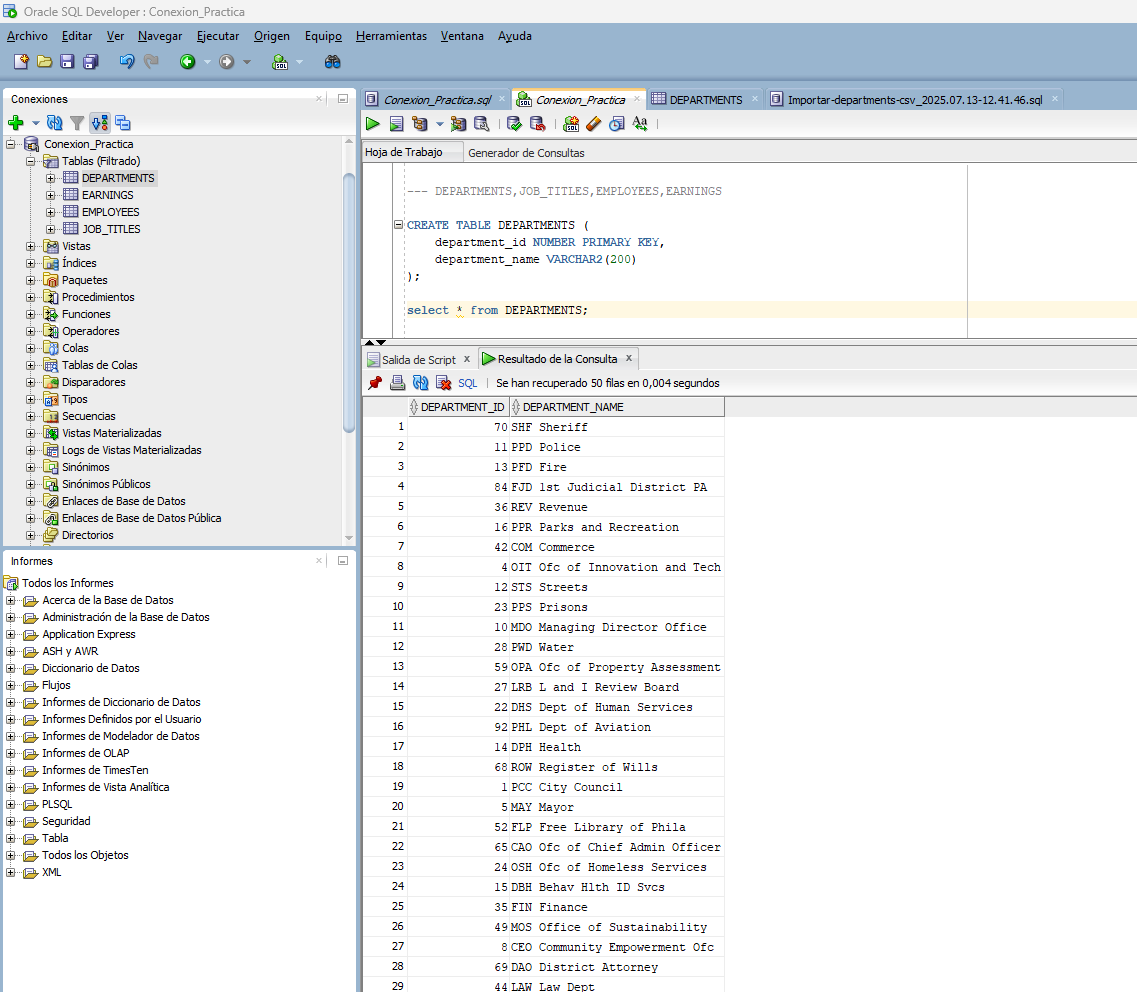 Oracle SQL Developer : Conexion_Practica
Archivo Editar Ver Navegar Ejecutar Origen Equipo Herramientas Ventana Ayuda
Conexiones
Conexion_Practica
Tablas (Filtrado)
DEPARTMENTS
EARNINGS
EMPLOYEES
JOB_TITLES
Vistas
Índices
Paquetes
Procedimientos
Funciones
Operadores
Colas
Tablas de Colas
Disparadores
Tipos
Secuencias
Vistas Materializadas
Logs de Vistas Materializadas
Sinónimos
Sinónimos Públicos
Enlaces de Base de Datos
Enlaces de Base de Datos Pública
Directorios
Informes
Todos los Informes
Acerca de la Base de Datos
Administración de la Base de Datos
Application Express
ASH y AWR
Diccionario de Datos
Flujos
Informes de Diccionario de Datos
Informes Definidos por el Usuario
Informes de Modelador de Datos
Informes de OLAP
Informes de TimesTen
Informes de Vista Analítica
PLSQL
Seguridad
Tabla
Todos los Objetos
XML
Conexion_Practica.sql Conexion_Practica DEPARTMENTS Importar-departments-csv_2025.07.13-12.41.46.sql
Hoja de Trabajo Generador de Consultas
--- DEPARTMENTS,JOB_TITLES,EMPLOYEES,EARNINGS
CREATE TABLE DEPARTMENTS (
department_id NUMBER PRIMARY KEY,
department_name VARCHAR2(200)
);
select * from DEPARTMENTS;
Salida de Script Resultado de la Consulta
SQL Se han recuperado 50 filas en 0,004 segundos
DEPARTMENT_ID DEPARTMENT_NAME
1 70 SHF Sheriff
2 11 PPD Police
3 13 PFD Fire
4 84 FJD 1st Judicial District PA
5 36 REV Revenue
6 16 PPR Parks and Recreation
7 42 COM Commerce
8 4 OIT Ofc of Innovation and Tech
9 12 STS Streets
10 23 PPS Prisons
11 10 MDO Managing Director Office
12 28 PWD Water
13 59 OPA Ofc of Property Assessment
14 27 LRB L and I Review Board
15 22 DHS Dept of Human Services
16 92 PHL Dept of Aviation
17 14 DPH Health
18 68 ROW Register of Wills
19 1 PCC City Council
20 5 MAY Mayor
21 52 FLP Free Library of Phila
22 65 CAO Ofc of Chief Admin Officer
23 24 OSH Ofc of Homeless Services
24 15 DBH Behav Hlth ID Svcs
25 35 FIN Finance
26 49 MOS Office of Sustainability
27 8 CEO Community Empowerment Ofc
28 69 DAO District Attorney
29 44 LAW Law Dept